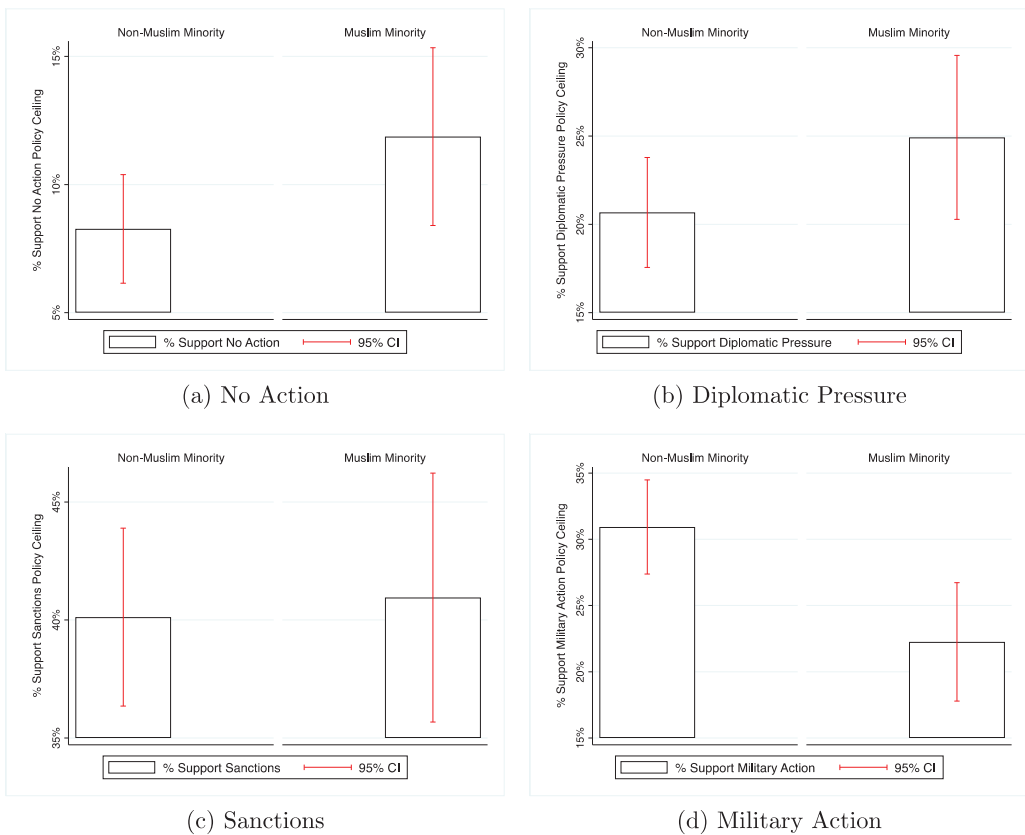 Non-Muslim Minority
Muslim Minority
% Support No Action Policy Ceiling
15%
10%
5%
% Support No Action
95% CI
(a) No Action
Non-Muslim Minority
Muslim Minority
% Support Diplomatic Pressure Policy Ceiling
30%
25%
20%
15%
% Support Diplomatic Pressure
95% CI
(b) Diplomatic Pressure
Non-Muslim Minority
Muslim Minority
% Support Sanctions Policy Ceiling
45%
40%
35%
% Support Sanctions
95% CI
(c) Sanctions
Non-Muslim Minority
Muslim Minority
% Support Military Action Policy Ceiling
35%
30%
25%
20%
15%
% Support Military Action
95% CI
(d) Military Action